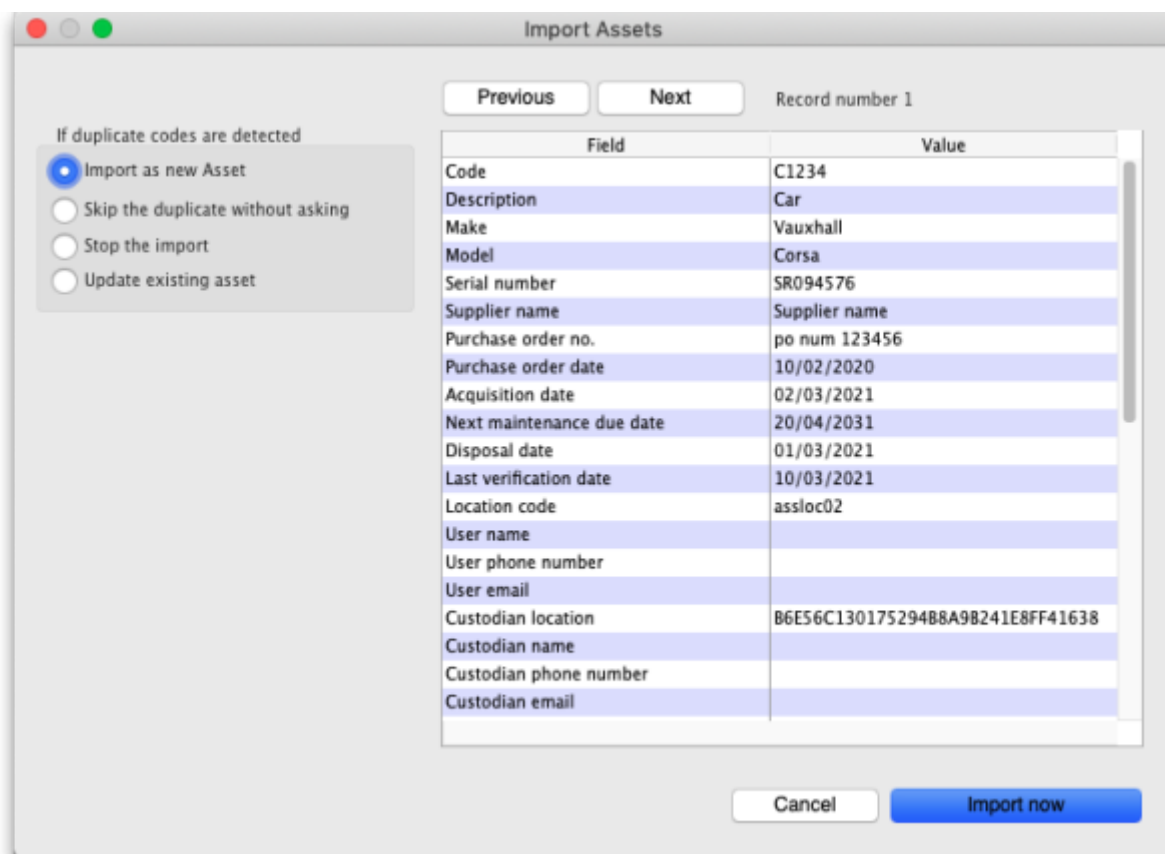 Import Assets
Previous Next Record number 1
If duplicate codes are detected
Import as new Asset
Skip the duplicate without asking
Stop the import
Update existing asset
Field Value
Code C1234
Description Car
Make Vauxhall
Model Corsa
Serial number SR094576
Supplier name Supplier name
Purchase order no. po num 123456
Purchase order date 10/02/2020
Acquisition date 02/03/2021
Next maintenance due date 20/04/2031
Disposal date 01/03/2021
Last verification date 10/03/2021
Location code assloc02
User name
User phone number
User email
Custodian location B6E56C130175294B8A9B241E8FF41638
Custodian name
Custodian phone number
Custodian email
Cancel Import now